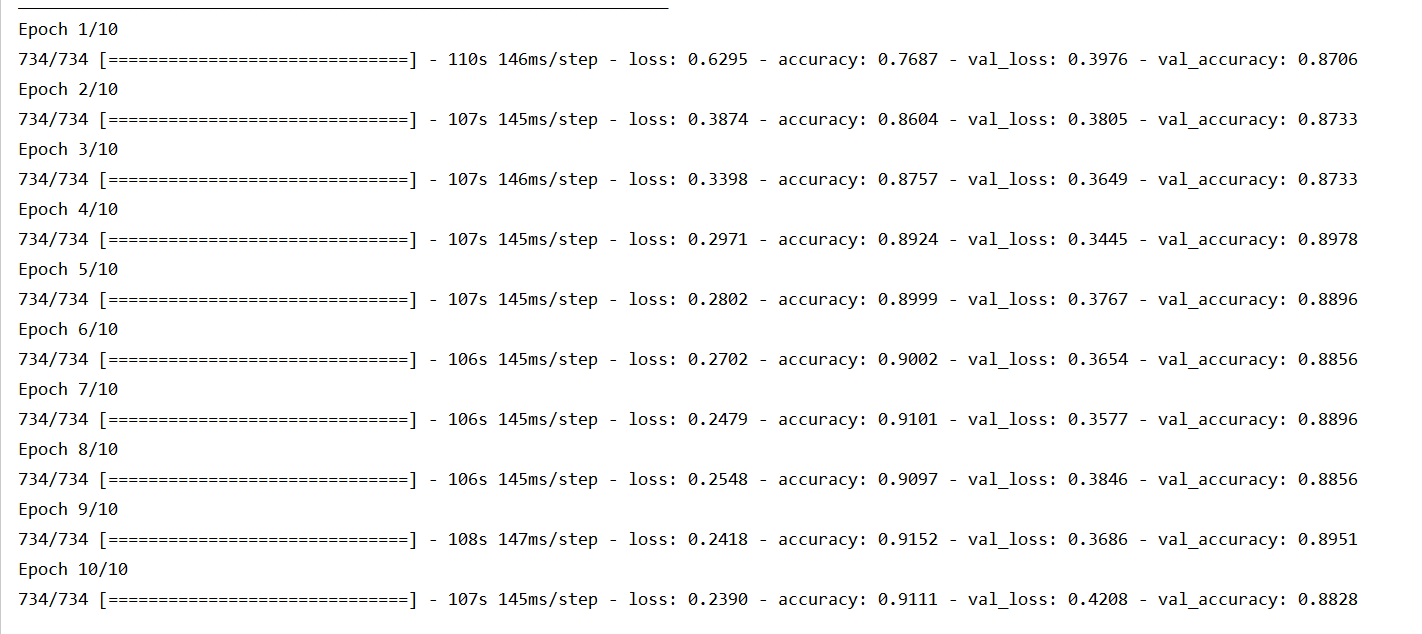 Epoch 1/10
734/734 [==============================] - 110s 146ms/step - loss: 0.6295 - accuracy: 0.7687 - val_loss: 0.3976 - val_accuracy: 0.8706
Epoch 2/10
734/734 [==============================] - 107s 145ms/step - loss: 0.3874 - accuracy: 0.8604 - val_loss: 0.3805 - val_accuracy: 0.8733
Epoch 3/10
734/734 [==============================] - 107s 146ms/step - loss: 0.3398 - accuracy: 0.8757 - val_loss: 0.3649 - val_accuracy: 0.8733
Epoch 4/10
734/734 [==============================] - 107s 145ms/step - loss: 0.2971 - accuracy: 0.8924 - val_loss: 0.3445 - val_accuracy: 0.8978
Epoch 5/10
734/734 [==============================] - 107s 145ms/step - loss: 0.2802 - accuracy: 0.8999 - val_loss: 0.3767 - val_accuracy: 0.8896
Epoch 6/10
734/734 [==============================] - 106s 145ms/step - loss: 0.2702 - accuracy: 0.9002 - val_loss: 0.3654 - val_accuracy: 0.8856
Epoch 7/10
734/734 [==============================] - 106s 145ms/step - loss: 0.2479 - accuracy: 0.9101 - val_loss: 0.3577 - val_accuracy: 0.8896
Epoch 8/10
734/734 [==============================] - 106s 145ms/step - loss: 0.2548 - accuracy: 0.9097 - val_loss: 0.3846 - val_accuracy: 0.8856
Epoch 9/10
734/734 [==============================] - 108s 147ms/step - loss: 0.2418 - accuracy: 0.9152 - val_loss: 0.3686 - val_accuracy: 0.8951
Epoch 10/10
734/734 [==============================] - 107s 145ms/step - loss: 0.2390 - accuracy: 0.9111 - val_loss: 0.4208 - val_accuracy: 0.8828